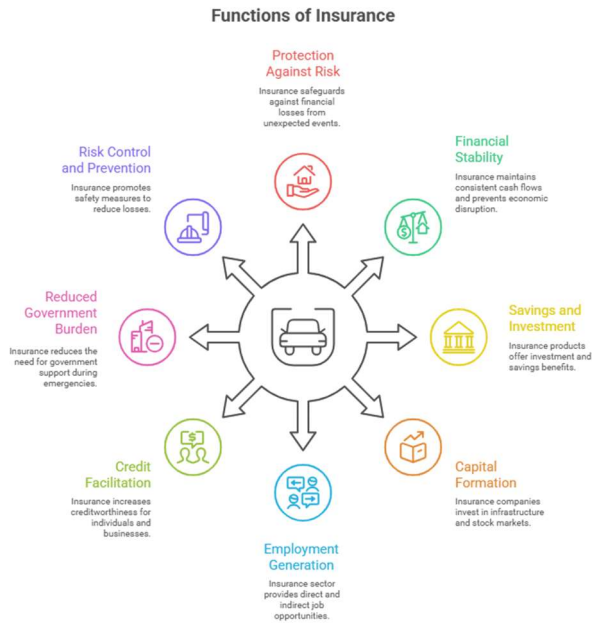 Functions of Insurance
Protection
Against Risk
Insurance safeguards
against financial
losses from
unexpected events.
Financial
Stability
Insurance maintains
consistent cash flows
and prevents economic
disruption.
Savings and
Investment
Insurance products
offer investment and
savings benefits.
Capital
Formation
Insurance companies
invest in infrastructure
and stock markets.
Employment
Generation
Insurance sector
provides direct and
indirect job
opportunities.
Credit
Facilitation
Insurance increases
creditworthiness for
individuals and
businesses.
Reduced
Government
Burden
Insurance reduces the
need for government
support during
emergencies.
Risk Control
and Prevention
Insurance promotes
safety measures to
reduce losses.
$
$